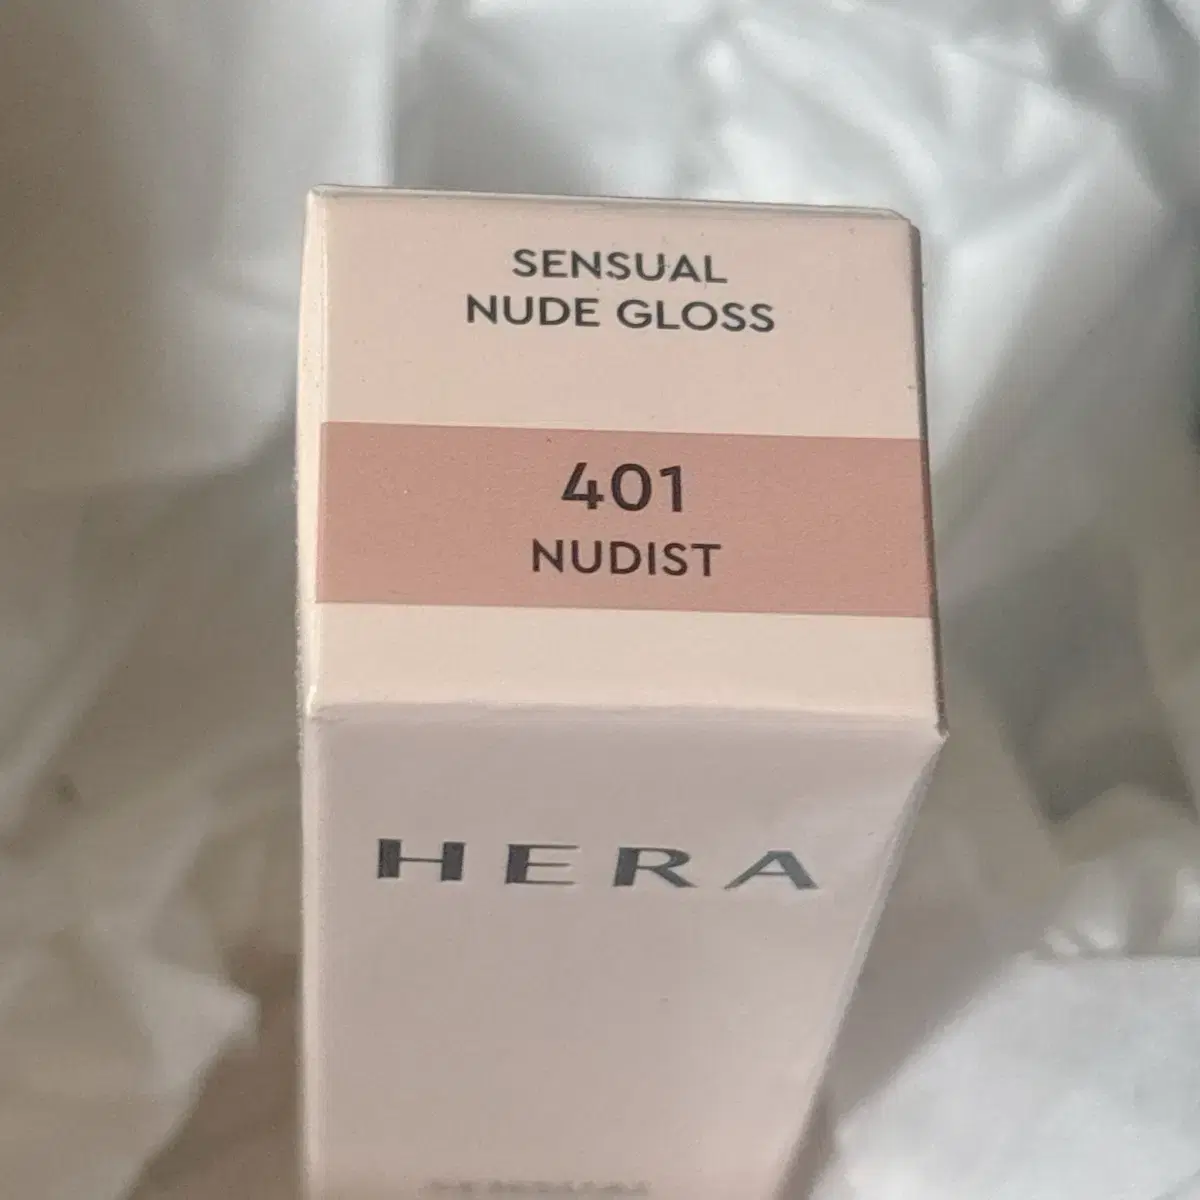 SENSUAL
NUDE GLOSS
401
NUDIST
HERA